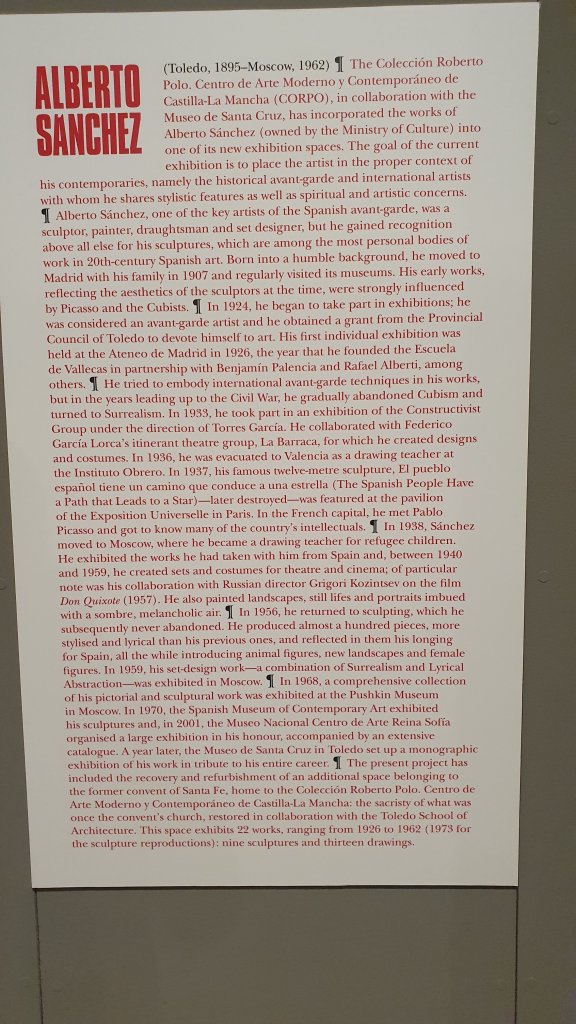 ALBERTO
SÁNCHEZ
(Toledo, 1895–Moscow, 1962) ¶ The Colección Roberto
Polo. Centro de Arte Moderno y Contemporáneo de
Castilla-La Mancha (CORPO), in collaboration with the
Museo de Santa Cruz, has incorporated the works of
Alberto Sánchez (owned by the Ministry of Culture) into
one of its new exhibition spaces. The goal of the current
exhibition is to place the artist in the proper context of
his contemporaries, namely the historical avant-garde and international artists
with whom he shares stylistic features as well as spiritual and artistic concerns.
¶ Alberto Sánchez, one of the key artists of the Spanish avant-garde, was a
sculptor, painter, draughtsman and set designer, but he gained recognition
above all else for his sculptures, which are among the most personal bodies of
work in 20th-century Spanish art. Born into a humble background, he moved to
Madrid with his family in 1907 and regularly visited its museums. His early works,
reflecting the aesthetics of the sculptors at the time, were strongly influenced
by Picasso and the Cubists. ¶ In 1924, he began to take part in exhibitions; he
was considered an avant-garde artist and he obtained a grant from the Provincial
Council of Toledo to devote himself to art. His first individual exhibition was
held at the Ateneo de Madrid in 1926, the year that he founded the Escuela
de Vallecas in partnership with Benjamín Palencia and Rafael Alberti, among
others. ¶ He tried to embody international avant-garde techniques in his works,
but in the years leading up to the Civil War, he gradually abandoned Cubism and
turned to Surrealism. In 1933, he took part in an exhibition of the Constructivist
Group under the direction of Torres García. He collaborated with Federico
García Lorca's itinerant theatre group, La Barraca, for which he created designs
and costumes. In 1936, he was evacuated to Valencia as a drawing teacher at
the Instituto Obrero. In 1937, his famous twelve-metre sculpture, El pueblo
español tiene un camino que conduce a una estrella (The Spanish People Have
a Path that Leads to a Star)—later destroyed—was featured at the pavilion
of the Exposition Universelle in Paris. In the French capital, he met Pablo
Picasso and got to know many of the country's intellectuals. ¶ In 1938, Sánchez
moved to Moscow, where he became a drawing teacher for refugee children.
He exhibited the works he had taken with him from Spain and, between 1940
and 1959, he created sets and costumes for theatre and cinema; of particular
note was his collaboration with Russian director Grigori Kozintsev on the film
Don Quixote (1957). He also painted landscapes, still lifes and portraits imbued
with a sombre, melancholic air. ¶ In 1956, he returned to sculpting, which he
subsequently never abandoned. He produced almost a hundred pieces, more
stylised and lyrical than his previous ones, and reflected in them his longing
for Spain, all the while introducing animal figures, new landscapes and female
figures. In 1959, his set-design work—a combination of Surrealism and Lyrical
Abstraction—was exhibited in Moscow. ¶ In 1968, a comprehensive collection
of his pictorial and sculptural work was exhibited at the Pushkin Museum
in Moscow. In 1970, the Spanish Museum of Contemporary Art exhibited
his sculptures and, in 2001, the Museo Nacional Centro de Arte Reina Sofía
organised a large exhibition in his honour, accompanied by an extensive
catalogue. A year later, the Museo de Santa Cruz in Toledo set up a monographic
exhibition of his work in tribute to his entire career. ¶ The present project has
included the recovery and refurbishment of an additional space belonging to
the former convent of Santa Fe, home to the Colección Roberto Polo. Centro de
Arte Moderno y Contemporáneo de Castilla-La Mancha: the sacristy of what was
once the convent's church, restored in collaboration with the Toledo School of
Architecture. This space exhibits 22 works, ranging from 1926 to 1962 (1973 for
the sculpture reproductions): nine sculptures and thirteen drawings.